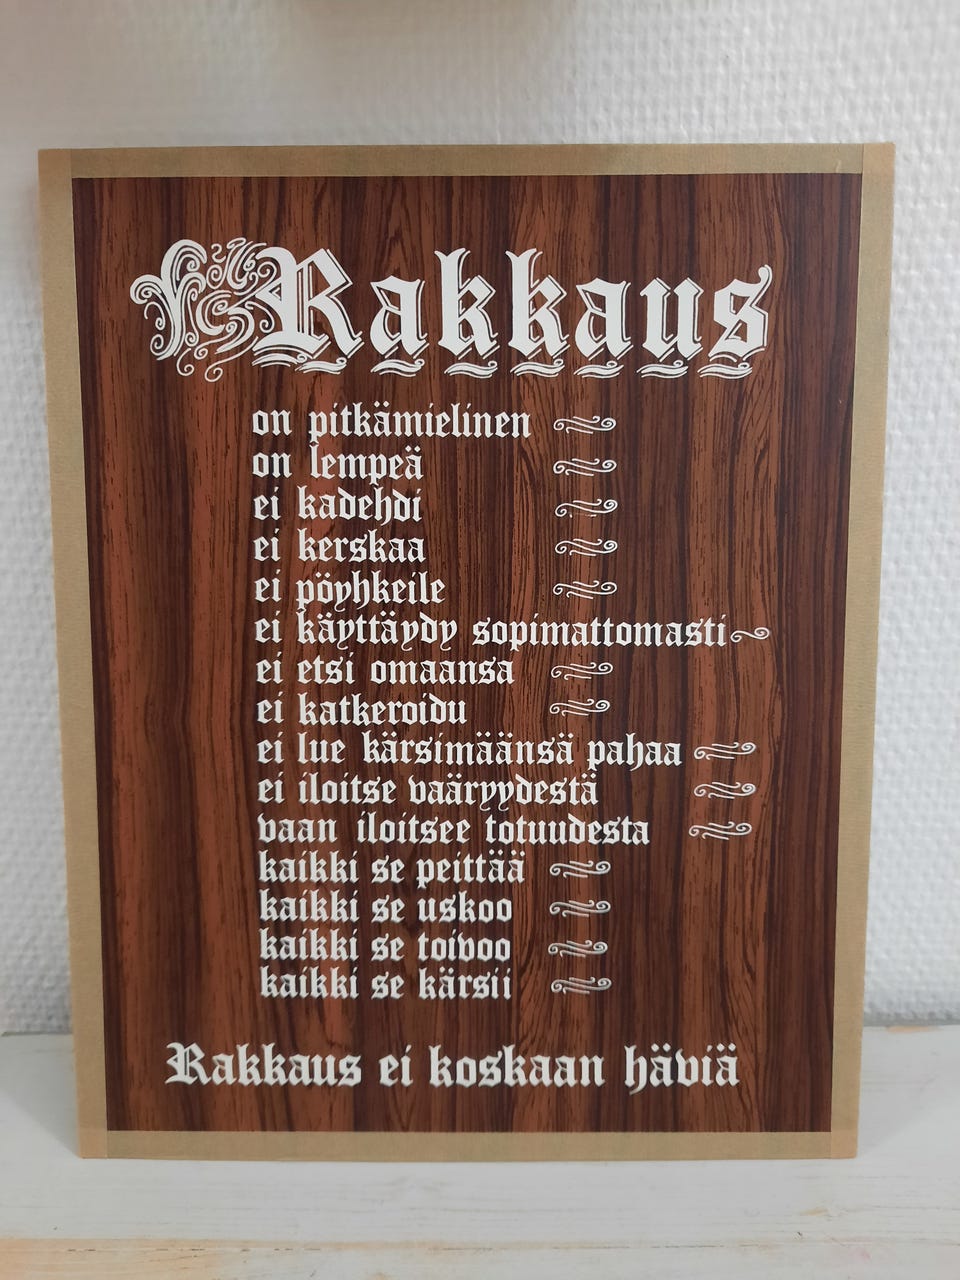 Rakkaus
on pitkämielinen
on lempeä
ei kadehdi
ei kerskaa
ei pöyhkeile
ei käyttäydy sopimattomasti
ei etsi omaansa
ei katkeroidu
ei lue kärsimäänsä pahaa
ei iloitse vääryydestä
vaan iloitsee totuudesta
kaikki se peittää
kaikki se uskoo
kaikki se toivoo
kaikki se kärsii
Rakkaus ei koskaan häviä